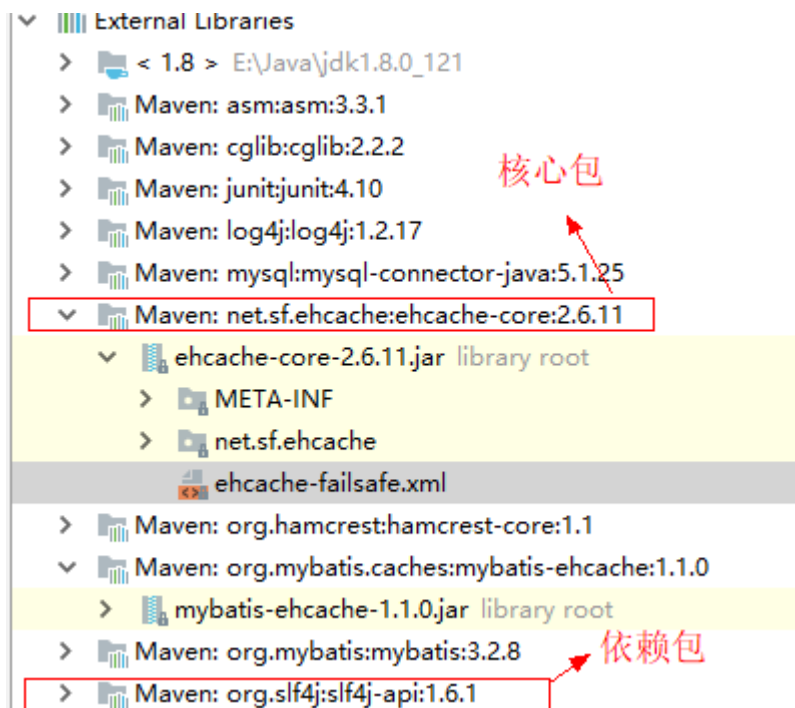 External Libraries
< 1.8 > E:\Java\jdk1.8.0_121
Maven: asm:asm:3.3.1
Maven: cglib:cglib:2.2.2
核心包
Maven: junit:junit:4.10
Maven: log4j:log4j:1.2.17
Maven: mysql:mysql-connector-java:5.1.25
Maven: net.sf.ehcache:ehcache-core:2.6.11
ehcache-core-2.6.11.jar library root
META-INF
net.sf.ehcache
ehcache-failsafe.xml
Maven: org.hamcrest:hamcrest-core:1.1
Maven: org.mybatis.caches:mybatis-ehcache:1.1.0
mybatis-ehcache-1.1.0.jar library root
Maven: org.mybatis:mybatis:3.2.8
依赖包
Maven: org.slf4j:slf4j-api:1.6.1